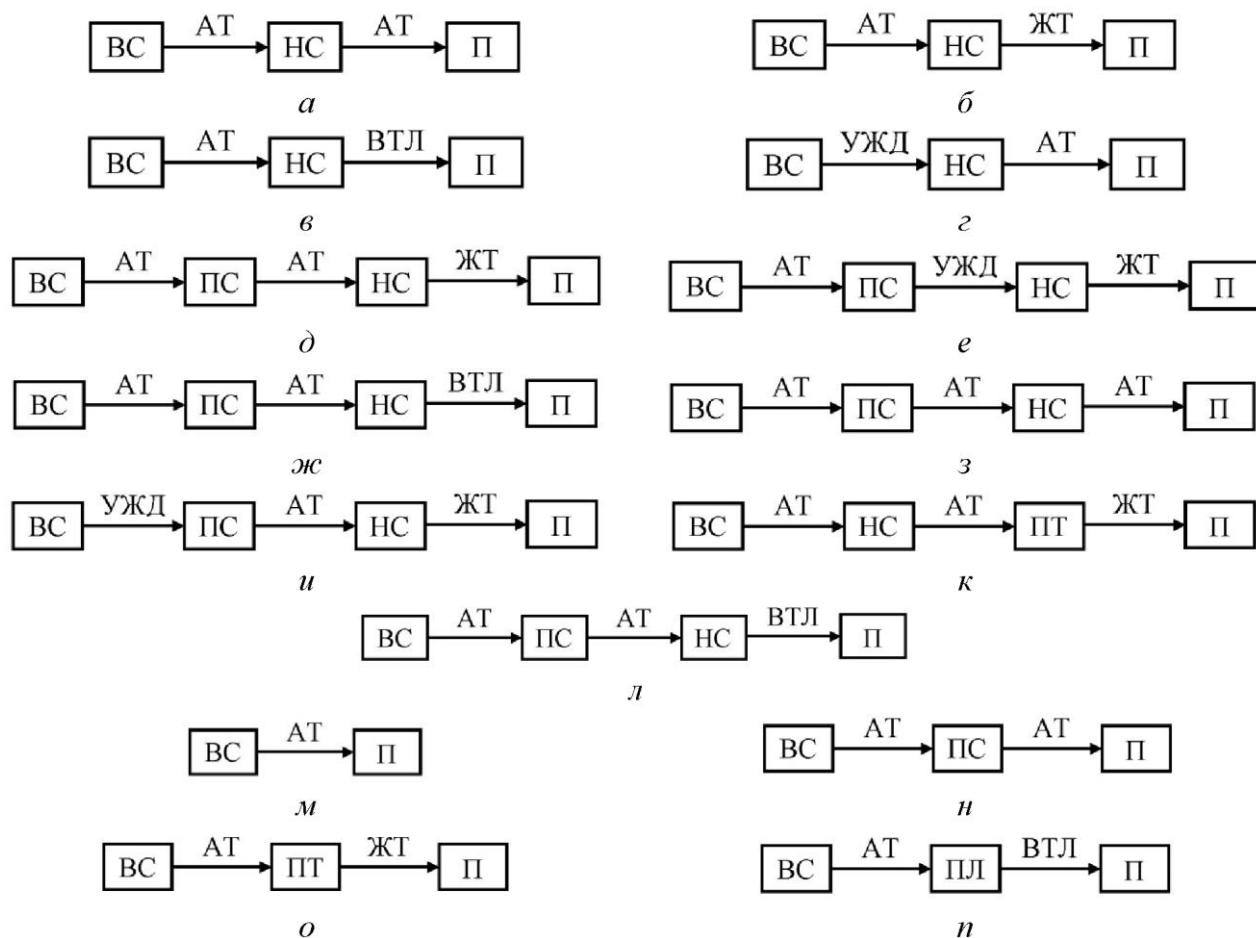 АТ АТ АТ ЖТ
ВС НС П ВС НС П
а б
АТ ВТЛ УЖД АТ
ВС НС П ВС НС П
в г
АТ АТ ЖТ АТ УЖД ЖТ
ВС ПС НС П ВС ПС НС П
д е
АТ АТ ВТЛ АТ АТ АТ
ВС ПС НС П ВС ПС НС П
ж з
УЖД АТ ЖТ АТ АТ ЖТ
ВС ПС НС П ВС НС ПТ П
и к
АТ АТ ВТЛ
ВС ПС НС П
л
АТ АТ АТ
ВС П ВС ПС П
м н
АТ ЖТ АТ ВТЛ
ВС ПТ П ВС ПЛ П
о п